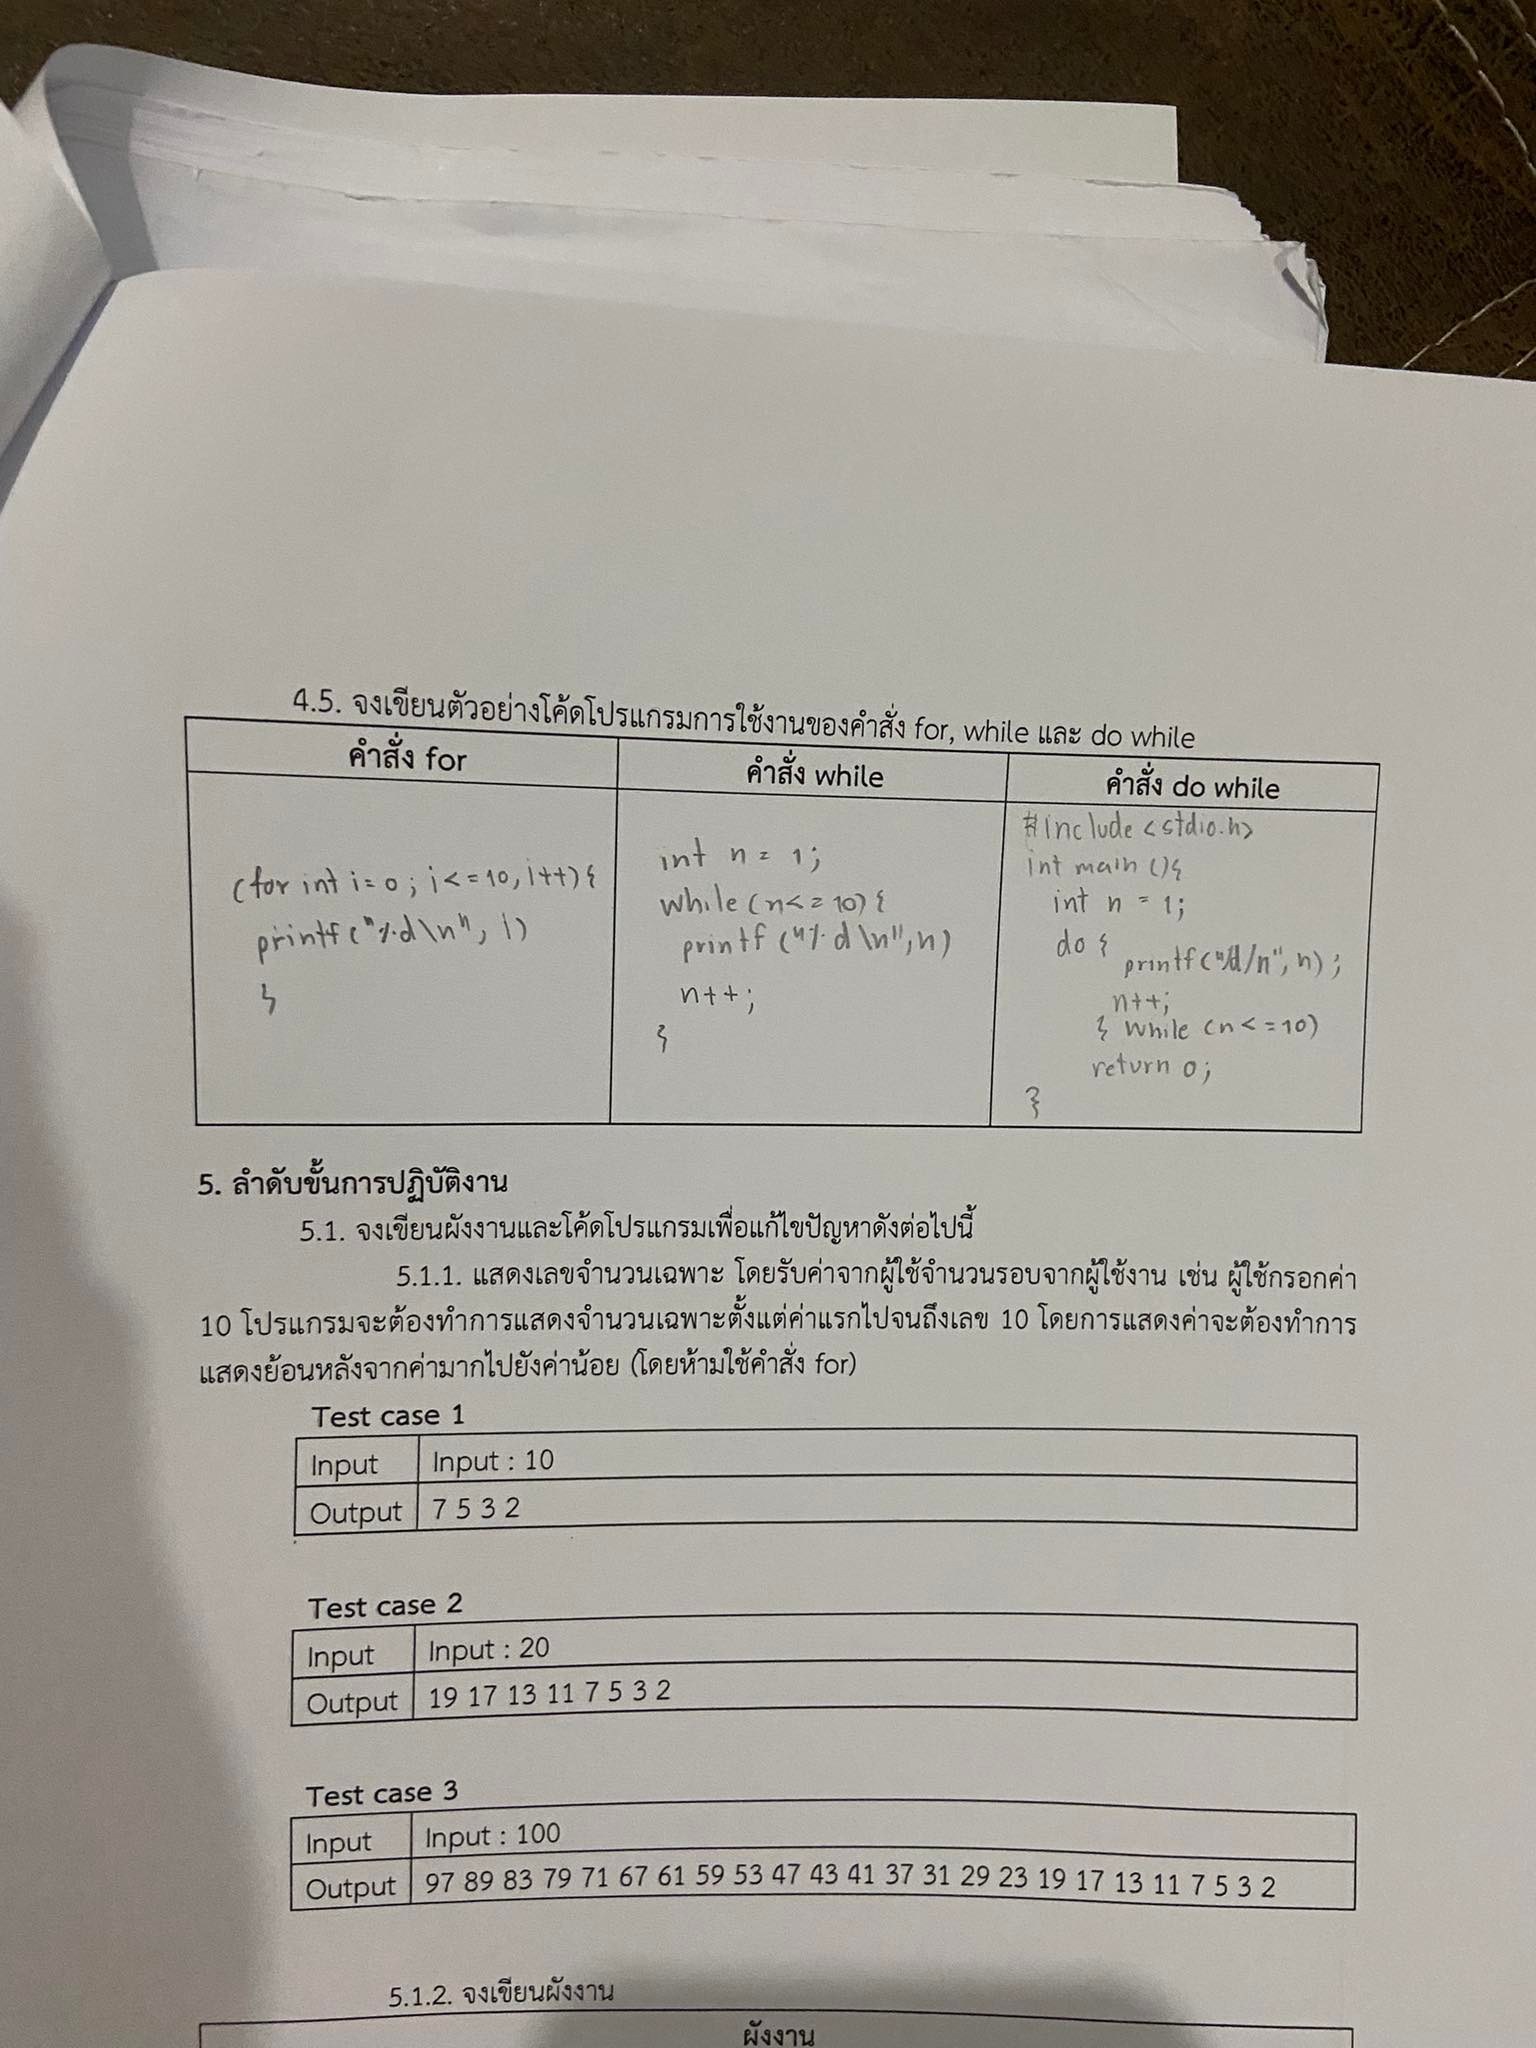 4.5. จงเขียนตัวอย่างโค้ดโปรแกรมการใช้งานของคำสั่ง for, while และ do while
คำสั่ง for
(for int i=0; i<=10, i++){
printf("%d\n", i)
}
คำสั่ง while
int n = 1;
while (n<=10){
printf ("%d\n",n)
n++;
}
คำสั่ง do while
#include <stdio.h>
int main (){
int n = 1;
do {
printf("%d/n", n);
n++;
} while (n<=10)
return 0;
}
5. ลำดับขั้นการปฏิบัติงาน
5.1. จงเขียนผังงานและโค้ดโปรแกรมเพื่อแก้ไขปัญหาดังต่อไปนี้
5.1.1. แสดงเลขจำนวนเฉพาะ โดยรับค่าจากผู้ใช้จำนวนรอบจากผู้ใช้งาน เช่น ผู้ใช้กรอกค่า
10 โปรแกรมจะต้องทำการแสดงจำนวนเฉพาะตั้งแต่ค่าแรกไปจนถึงเลข 10 โดยการแสดงค่าจะต้องทำการ
แสดงย้อนหลังจากค่ามากไปยังค่าน้อย (โดยห้ามใช้คำสั่ง for)
Test case 1
Input Input : 10
Output 7 5 3 2
Test case 2
Input Input : 20
Output 19 17 13 11 7 5 3 2
Test case 3
Input Input : 100
Output 97 89 83 79 71 67 61 59 53 47 43 41 37 31 29 23 19 17 13 11 7 5 3 2
5.1.2. จงเขียนผังงาน
ผังงาน